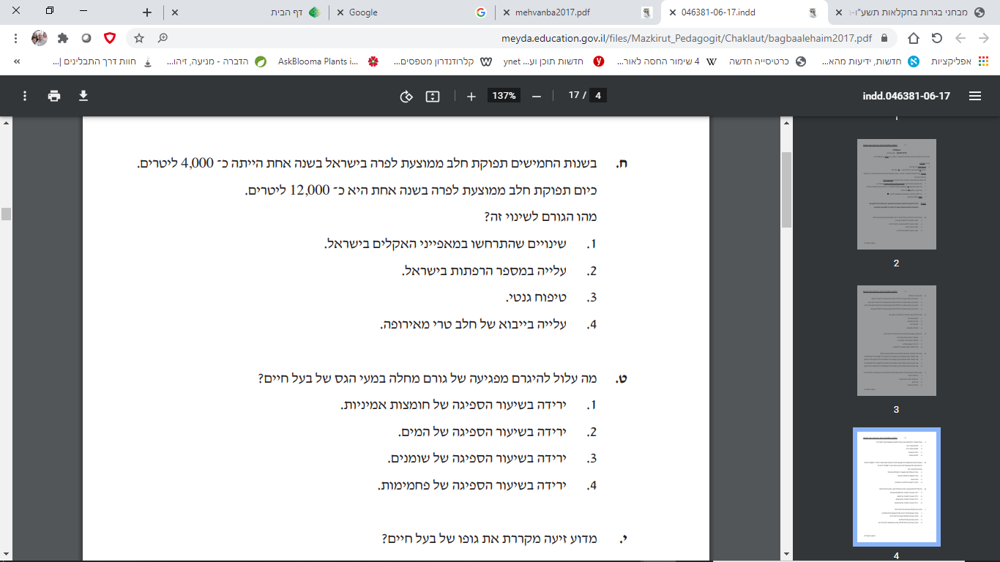 מבחני בגרות בחקלאות תשע"ו-ו
046381-06-17.indd
mehvanba2017.pdf
Google
דף הבית
meyda.education.gov.il/files/Mazkirut_Pedagogit/Chaklaut/bagbaalehaim2017.pdf
אפליקציות
חדשות, ידיעות מהא...
כרטיסייה חדשה
4 שימור החסה לאור...
חדשות תוכן וע... ynet
קלרודנדרון מטפסים...
AskBlooma Plants i...
הדברה - מניעה, זיהו...
חוות דרך התבלינים |...
«
indd.046381-06-17
17 / 4
137%
ח. בשנות החמישים תפוקת חלב ממוצעת לפרה בישראל בשנה אחת הייתה כ־ 4,000 ליטרים.
כיום תפוקת חלב ממוצעת לפרה בשנה אחת היא כ־ 12,000 ליטרים.
מהו הגורם לשינוי זה?
1. שינויים שהתרחשו במאפייני האקלים בישראל.
2. עלייה במספר הרפתות בישראל.
3. טיפוח גנטי.
4. עלייה בייבוא של חלב טרי מאירופה.
ט. מה עלול להיגרם מפגיעה של גורם מחלה במעי הגס של בעל חיים?
1. ירידה בשיעור הספיגה של חומצות אמיניות.
2. ירידה בשיעור הספיגה של המים.
3. ירידה בשיעור הספיגה של שומנים.
4. ירידה בשיעור הספיגה של פחמימות.
י. מדוע זיעה מקררת את גופו של בעל חיים?
2
3
4